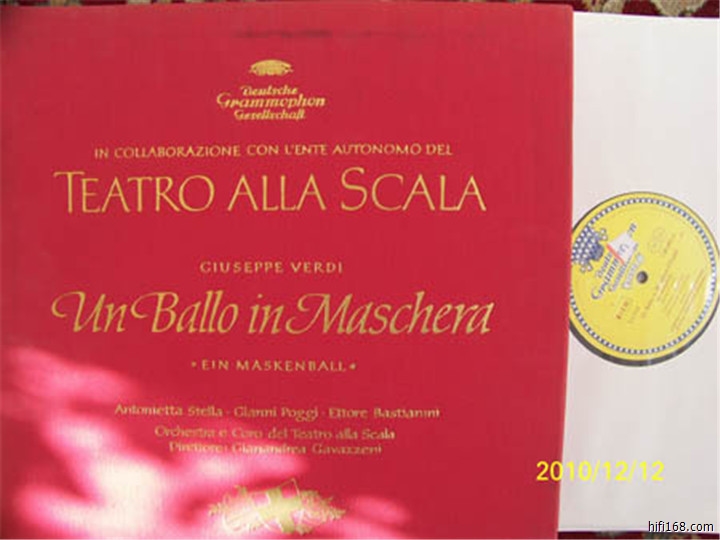 Deutsche
Grammophon
Gesellschaft
IN COLLABORAZIONE CON L'ENTE AUTONOMO DEL
TEATRO ALLA SCALA
GIUSEPPE VERDI
Un Ballo in Maschera
• EIN MASKENBALL •
Antonietta Stella · Gianni Poggi · Ettore Bastianini
Orchestra e Coro del Teatro alla Scala
Direttore: Gianandrea Gavazzeni
Grammophon
2010/12/12
hifi168.com